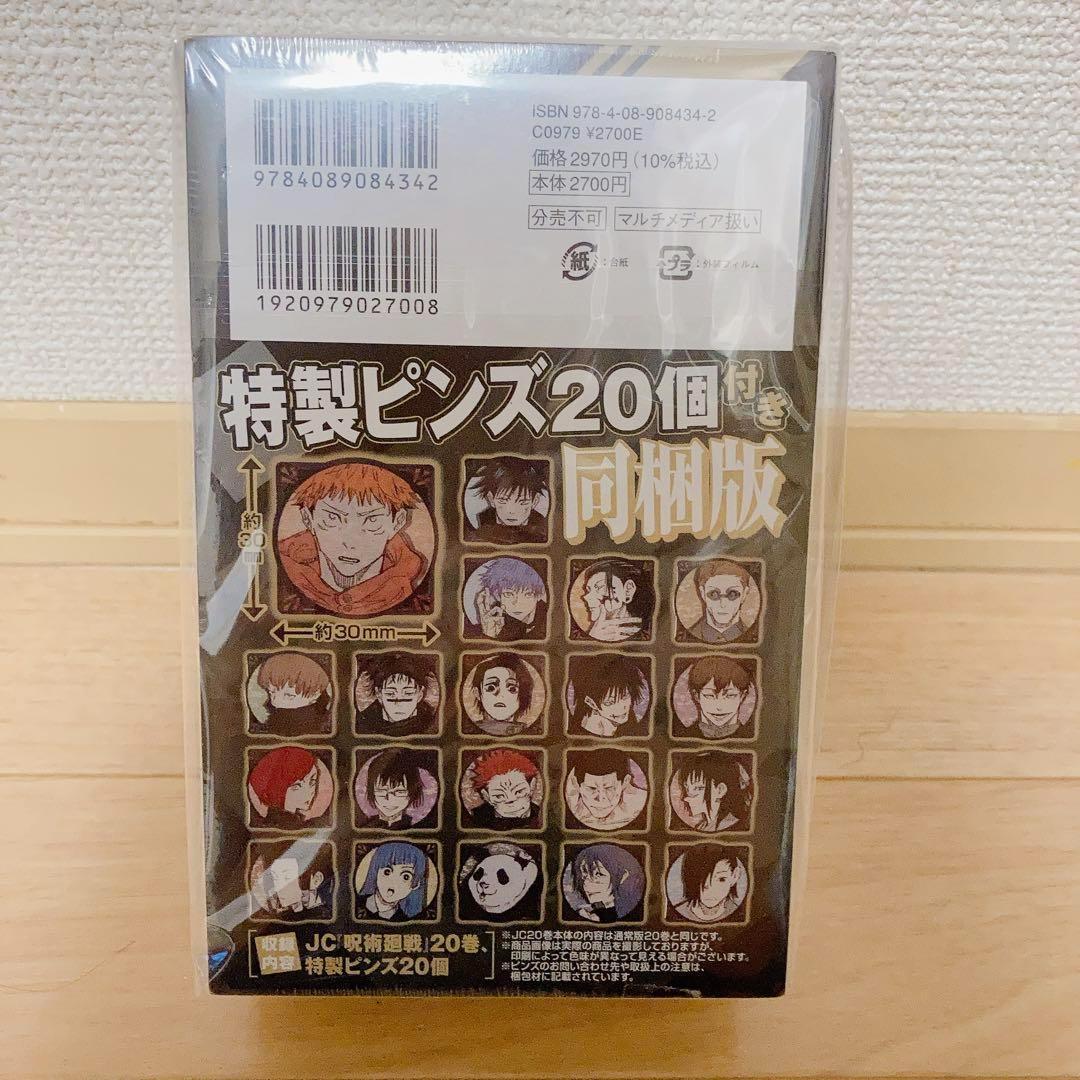 ISBN 978-4-08-908434-2
C0979 ¥2700E
価格2970円(10%税込)
本体2700円
分売不可 マルチメディア扱い
紙:台紙 プラ:外装フィルム
9784089084342
1920979027008
特製ピンズ20個付き
同梱版
約30mm
約30mm
収録内容
JC『呪術廻戦』20巻、
特製ピンズ20個
※JC20巻本体の内容は通常版20巻と同じです。
※商品画像は実際の商品を撮影しておりますが、
印刷によって色味が異なって見える場合がございます。
※ピンズのお問い合わせ先や取扱上の注意は、
梱包材に記載されています。